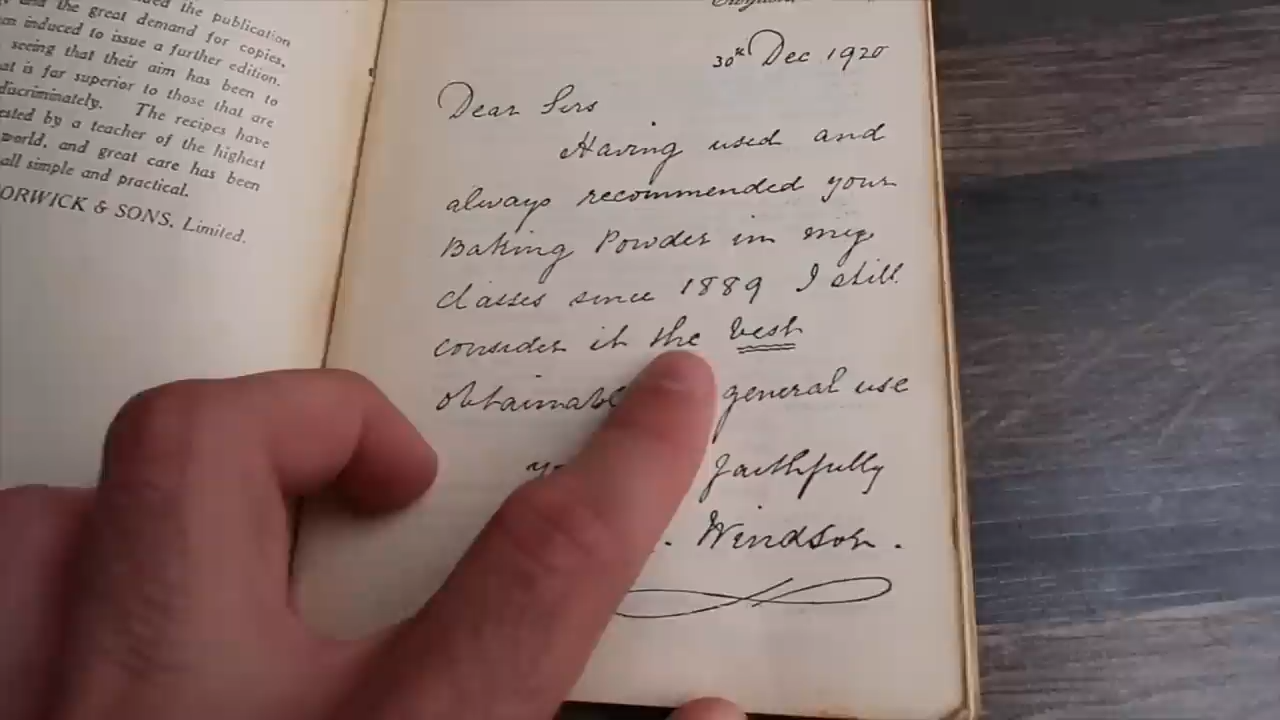 the publication
and the great demand for copies,
induced to issue a further edition.
seeing that their aim has been to
is far superior to those that are
discriminately. The recipes have
by a teacher of the highest
world, and great care has been
all simple and practical.
ORWICK & SONS, Limited.
30th Dec 1920
Dear Sirs
Having used and
always recommended your
Baking Powder in my
classes since 1889 I still
consider it the best
general use
faithfully
Windsor.